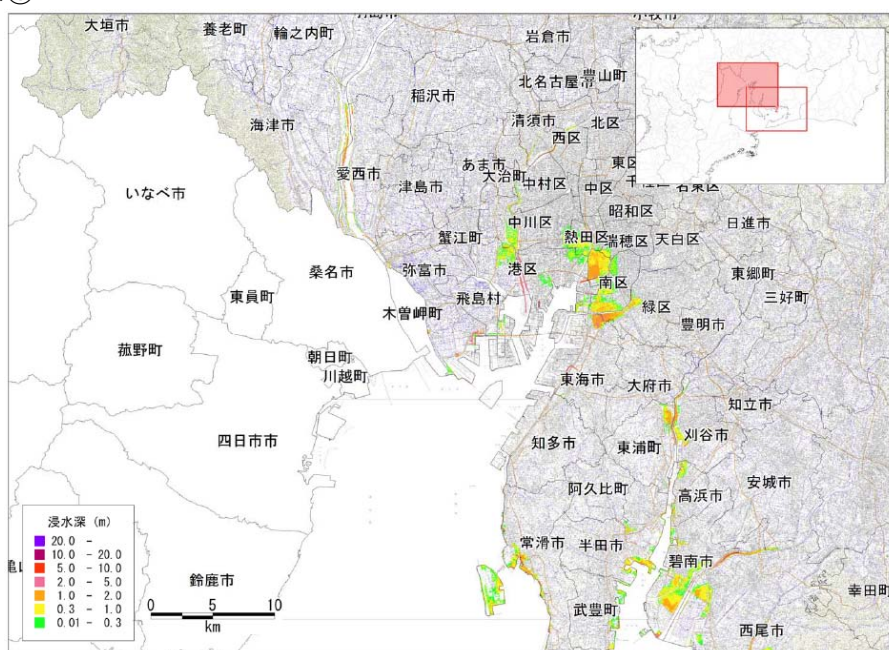 大垣市
養老町
輪之内町
岩倉市
北名古屋市
豊山町
稲沢市
海津市
清須市
北区
西区
いなべ市
愛西市
津島市
あま市
大治町
中村区
中区
昭和区
中川区
熱田区
瑞穂区
天白区
日進市
蟹江町
桑名市
弥富市
港区
東郷町
東員町
飛島村
南区
三好町
木曽岬町
緑区
豊明市
菰野町
朝日町
川越町
東海市
大府市
知立市
四日市市
知多市
東浦町
刈谷市
阿久比町
高浜市
安城市
常滑市
半田市
碧南市
鈴鹿市
武豊町
幸田町
西尾市
浸水深 (m)
20.0 -
10.0 - 20.0
5.0 - 10.0
2.0 - 5.0
1.0 - 2.0
0.3 - 1.0
0.01 - 0.3
0 5 10
km